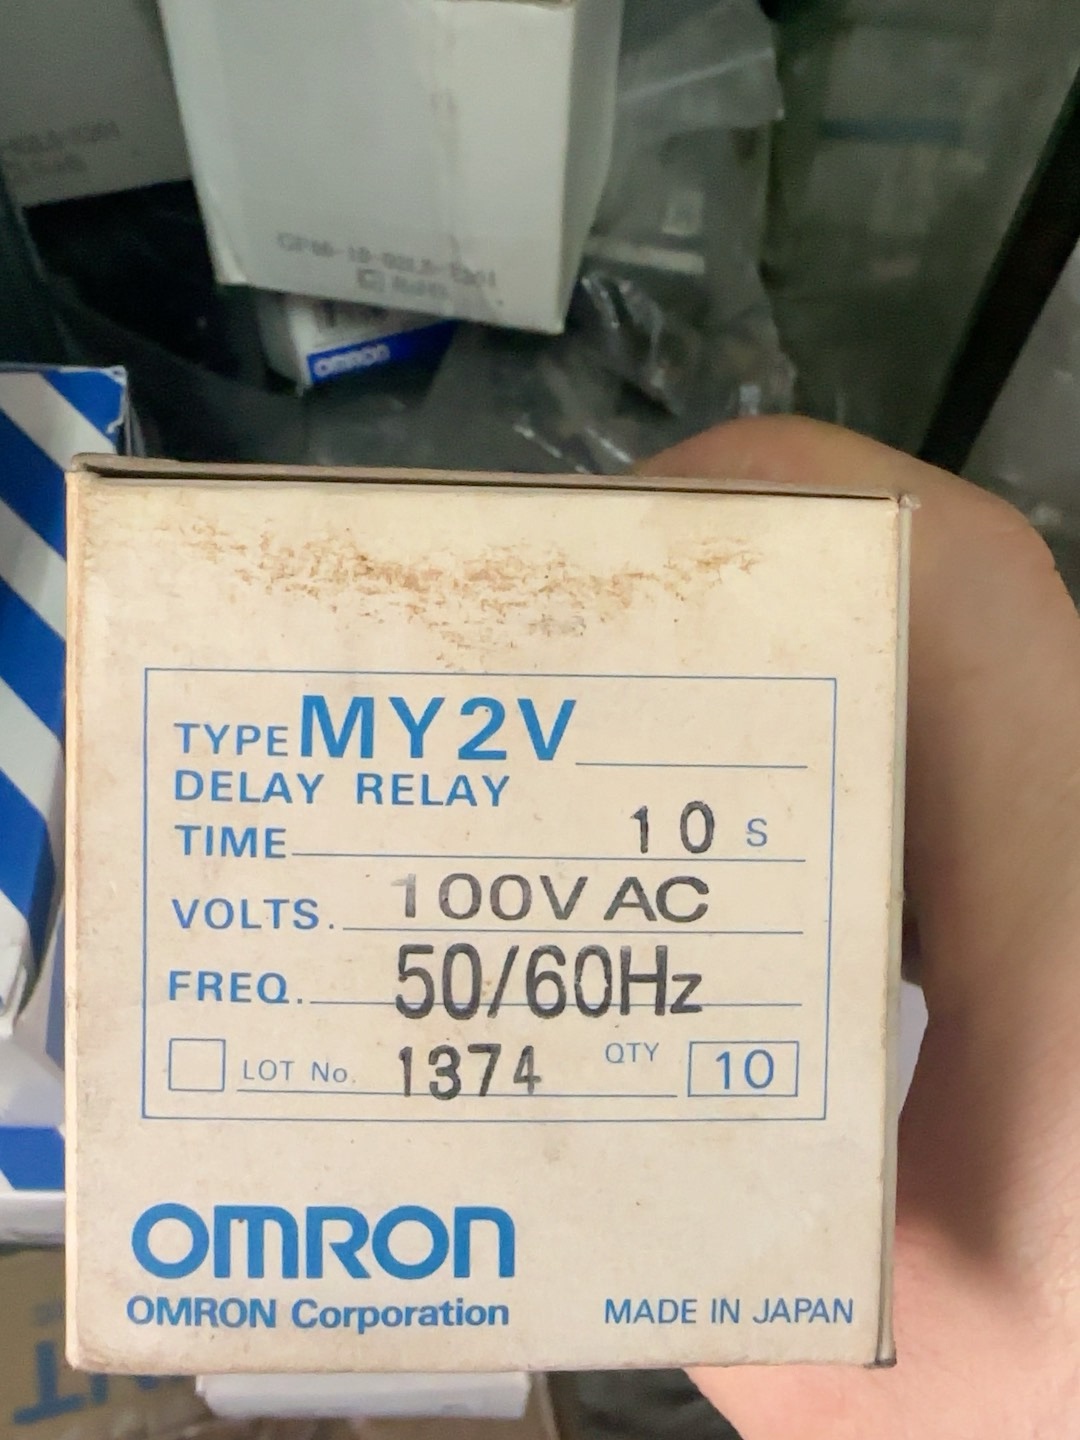 OMRON
TYPE MY2V
DELAY RELAY
TIME 10 S
VOLTS. 100V AC
FREQ. 50/60Hz
LOT No. 1374 QTY 10
OMRON
OMRON Corporation
MADE IN JAPAN